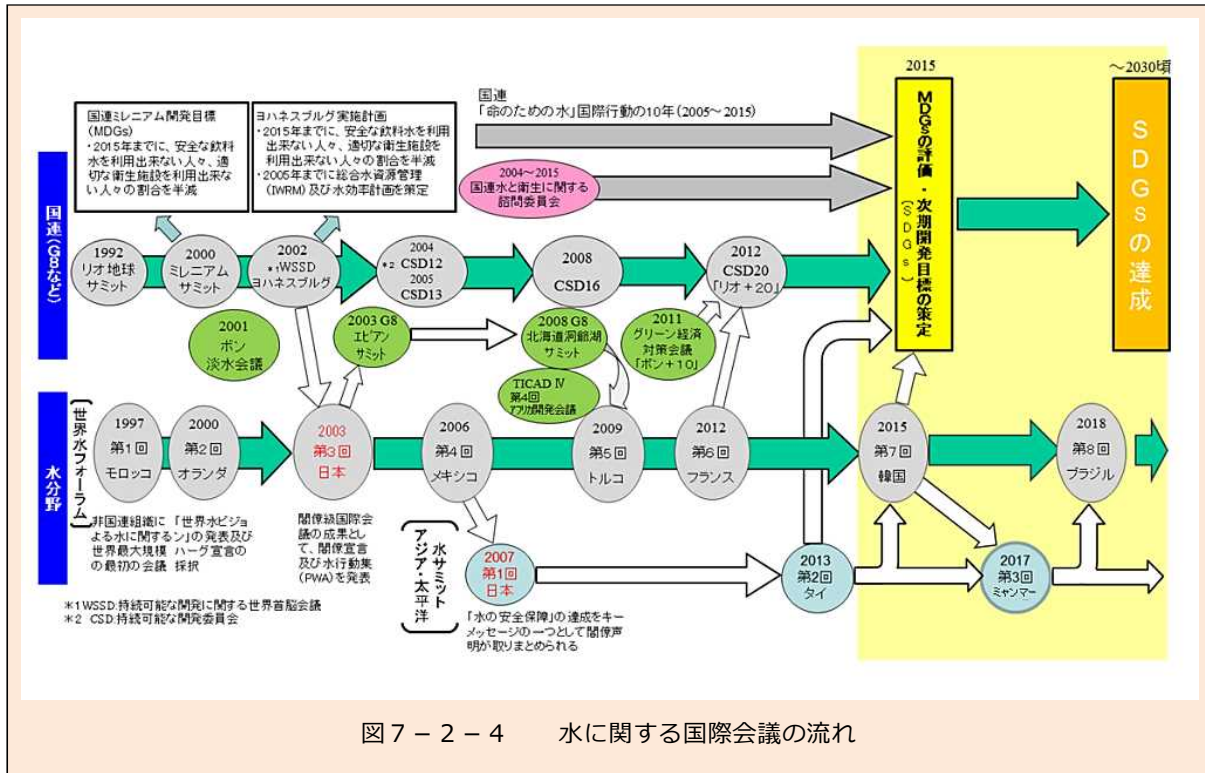 2015
～2030頃
国連
「命のための水」国際行動の10年(2005～2015)
国連ミレニアム開発目標
(MDGs)
・2015年までに、安全な飲料
水を利用出来ない人々、適
切な衛生施設を利用出来な
い人々の割合を半減
ヨハネスブルグ実施計画
・2015年までに、安全な飲料水を利用
出来ない人々、適切な衛生施設を
利用出来ない人々の割合を半減
・2005年までに総合水資源管理
(IWRM)及び水効率計画を策定
2004～2015
国連水と衛生に関する
諮問委員会
MDGsの評価・次期開発目標の策定
(SDGs)
SDGsの達成
国連(G8など)
1992
リオ地球
サミット
2000
ミレニアム
サミット
2002
*1WSSD
ヨハネスブルグ
2004
*2 CSD12
2005
CSD13
2008
CSD16
2012
CSD20
「リオ+20」
2001
ボン
淡水会議
2003 G8
エビアン
サミット
2008 G8
北海道洞爺湖
サミット
2011
グリーン経済
対策会議
「ボン+10」
TICAD Ⅳ
第4回
アフリカ開発会議
水分野
[世界水フォーラム]
1997
第1回
モロッコ
2000
第2回
オランダ
2003
第3回
日本
2006
第4回
メキシコ
2009
第5回
トルコ
2012
第6回
フランス
2015
第7回
韓国
2018
第8回
ブラジル
非国連組織に
よる水に関する
世界最大規模
の最初の会議
「世界水ビジョ
ン」の発表及び
ハーグ宣言の
採択
閣僚級国際会
議の成果とし
て、閣僚宣言
及び水行動集
(PWA)を発表
[アジア・太平洋
水サミット]
2007
第1回
日本
2013
第2回
タイ
2017
第3回
ミャンマー
「水の安全保障」の達成をキー
メッセージの一つとして閣僚声
明が取りまとめられる
*1 WSSD:持続可能な開発に関する世界首脳会議
*2 CSD:持続可能な開発委員会
図７－２－４ 水に関する国際会議の流れ